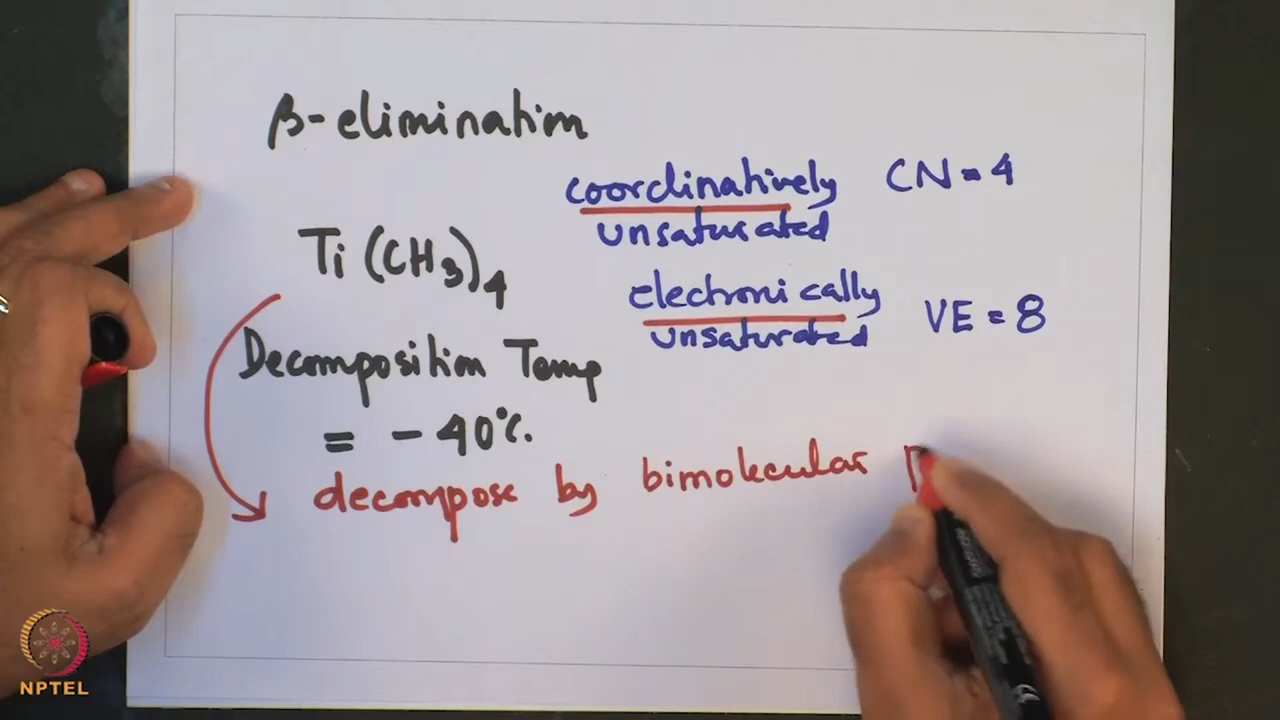 β-elimination
coordinatively CN = 4
unsaturated
Ti(CH3)4
electronically VE = 8
unsaturated
Decomposition Temp
= -40°C.
decompose by bimolecular
NPTEL